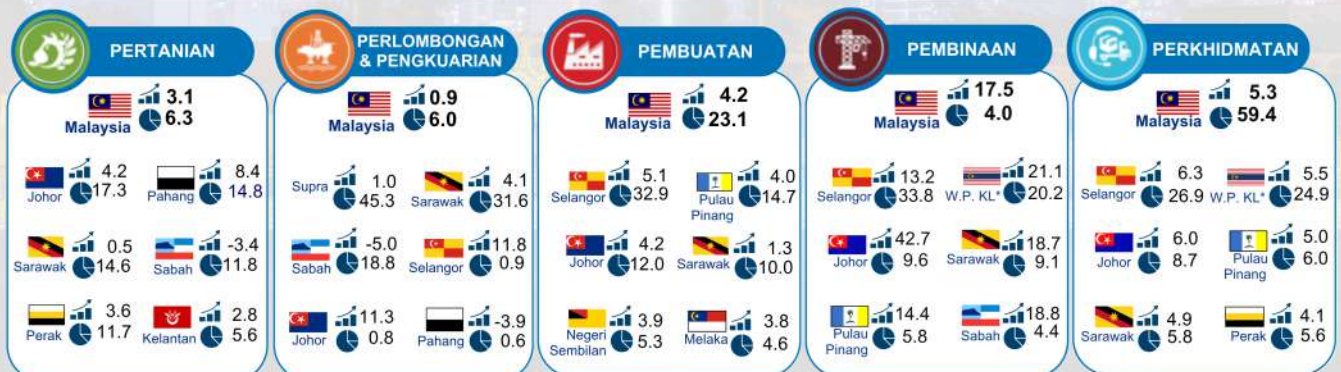 PERTANIAN
Malaysia
3.1
6.3
Johor
4.2
17.3
Pahang
8.4
14.8
Sarawak
0.5
14.6
Sabah
-3.4
11.8
Perak
3.6
11.7
Kelantan
2.8
5.6
PERLOMBONGAN
& PENGKUARIAN
Malaysia
0.9
6.0
Supra
1.0
45.3
Sarawak
4.1
31.6
Sabah
-5.0
18.8
Selangor
11.8
0.9
Johor
11.3
0.8
Pahang
-3.9
0.6
PEMBUATAN
Malaysia
4.2
23.1
Selangor
5.1
32.9
Pulau
Pinang
4.0
14.7
Johor
4.2
12.0
Sarawak
1.3
10.0
Negeri
Sembilan
3.9
5.3
Melaka
3.8
4.6
PEMBINAAN
Malaysia
17.5
4.0
Selangor
13.2
33.8
W.P. KL*
21.1
20.2
Johor
42.7
9.6
Sarawak
18.7
9.1
Pulau
Pinang
14.4
5.8
Sabah
18.8
4.4
PERKHIDMATAN
Malaysia
5.3
59.4
Selangor
6.3
26.9
W.P. KL*
5.5
24.9
Johor
6.0
8.7
Pulau
Pinang
5.0
6.0
Sarawak
4.9
5.8
Perak
4.1
5.6